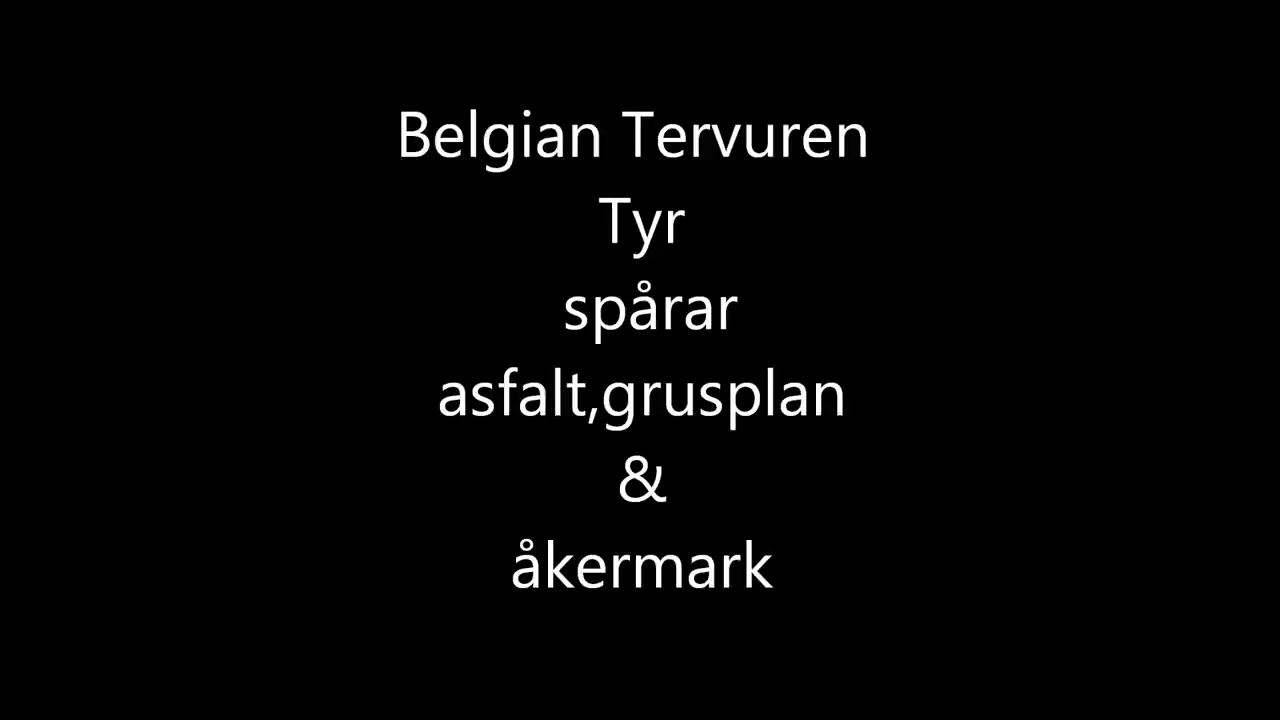 Belgian Tervuren
Tyr
spårar
asfalt,grusplan
&
åkermark